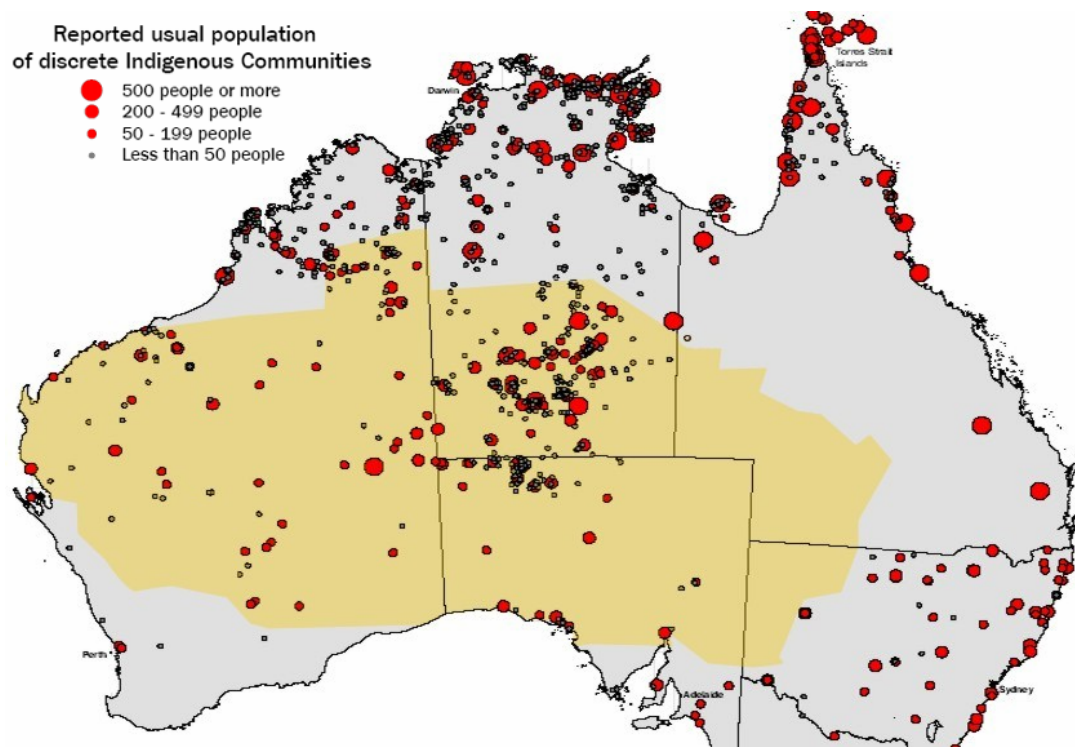 Reported usual population
of discrete Indigenous Communities
500 people or more
200 - 499 people
50 - 199 people
Less than 50 people
Torres Strait
Islands
Darwin
Perth
Adelaide
Sydney